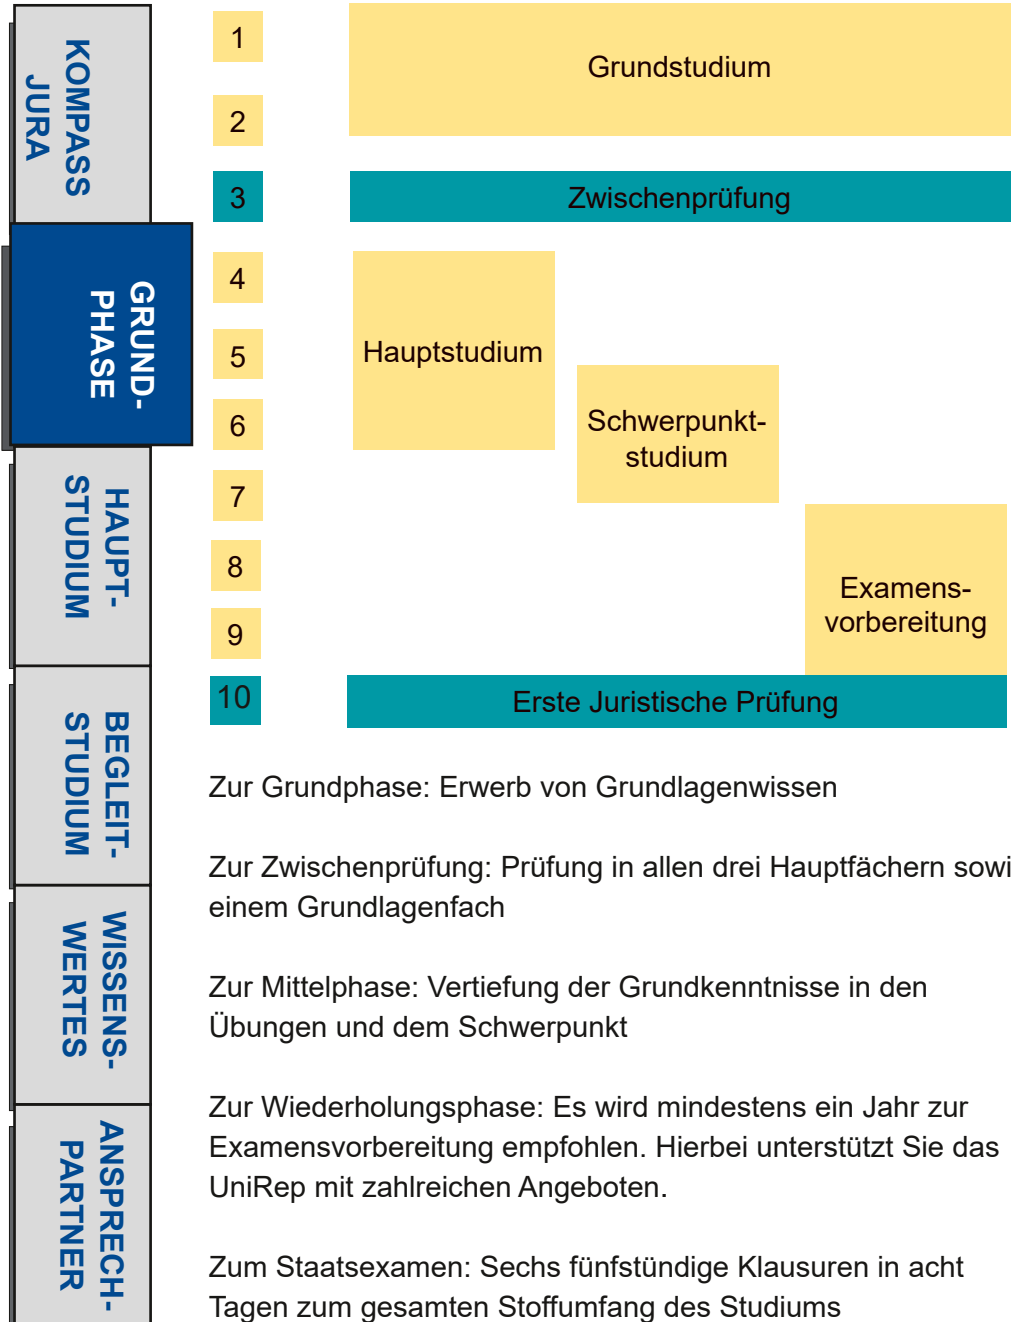 KOMPASS
JURA
GRUND-
PHASE
HAUPT-
STUDIUM
BEGLEIT-
STUDIUM
WISSENS-
WERTES
ANSPRECH-
PARTNER
1
Grundstudium
2
3
Zwischenprüfung
4
5
Hauptstudium
6
Schwerpunkt-
studium
7
8
Examens-
vorbereitung
9
10
Erste Juristische Prüfung
Zur Grundphase: Erwerb von Grundlagenwissen
Zur Zwischenprüfung: Prüfung in allen drei Hauptfächern sowi
einem Grundlagenfach
Zur Mittelphase: Vertiefung der Grundkenntnisse in den
Übungen und dem Schwerpunkt
Zur Wiederholungsphase: Es wird mindestens ein Jahr zur
Examensvorbereitung empfohlen. Hierbei unterstützt Sie das
UniRep mit zahlreichen Angeboten.
Zum Staatsexamen: Sechs fünfstündige Klausuren in acht
Tagen zum gesamten Stoffumfang des Studiums